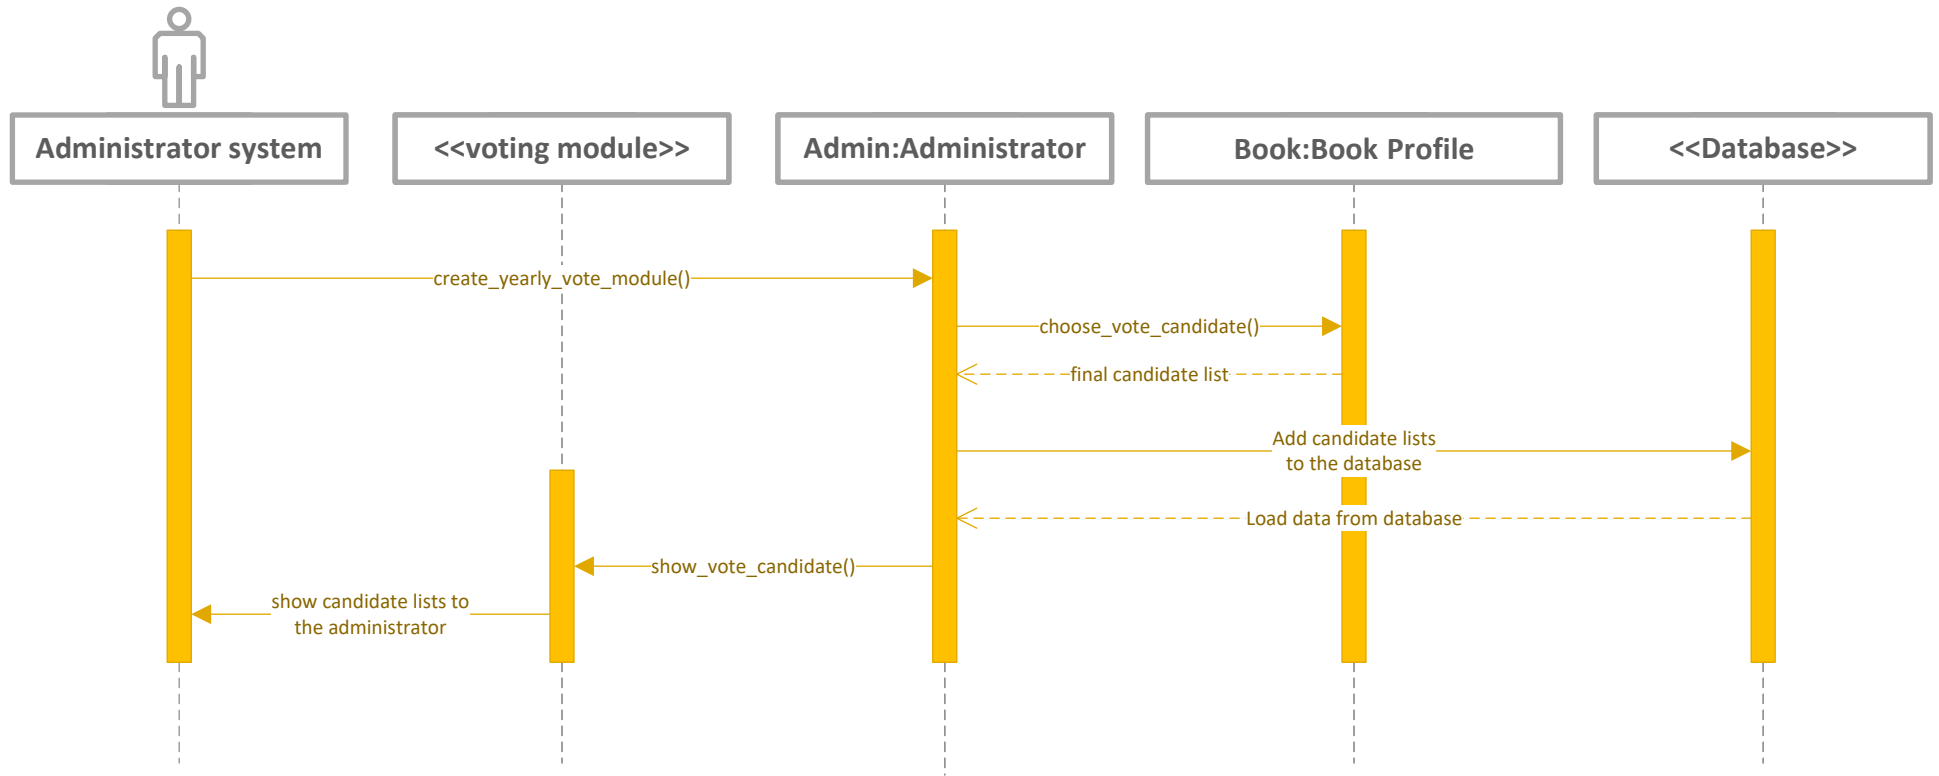 Administrator system
<<voting module>>
Admin:Administrator
Book:Book Profile
<<Database>>
create_yearly_vote_module()
choose_vote_candidate()
final candidate list
Add candidate lists
to the database
Load data from database
show_vote_candidate()
show candidate lists to
the administrator